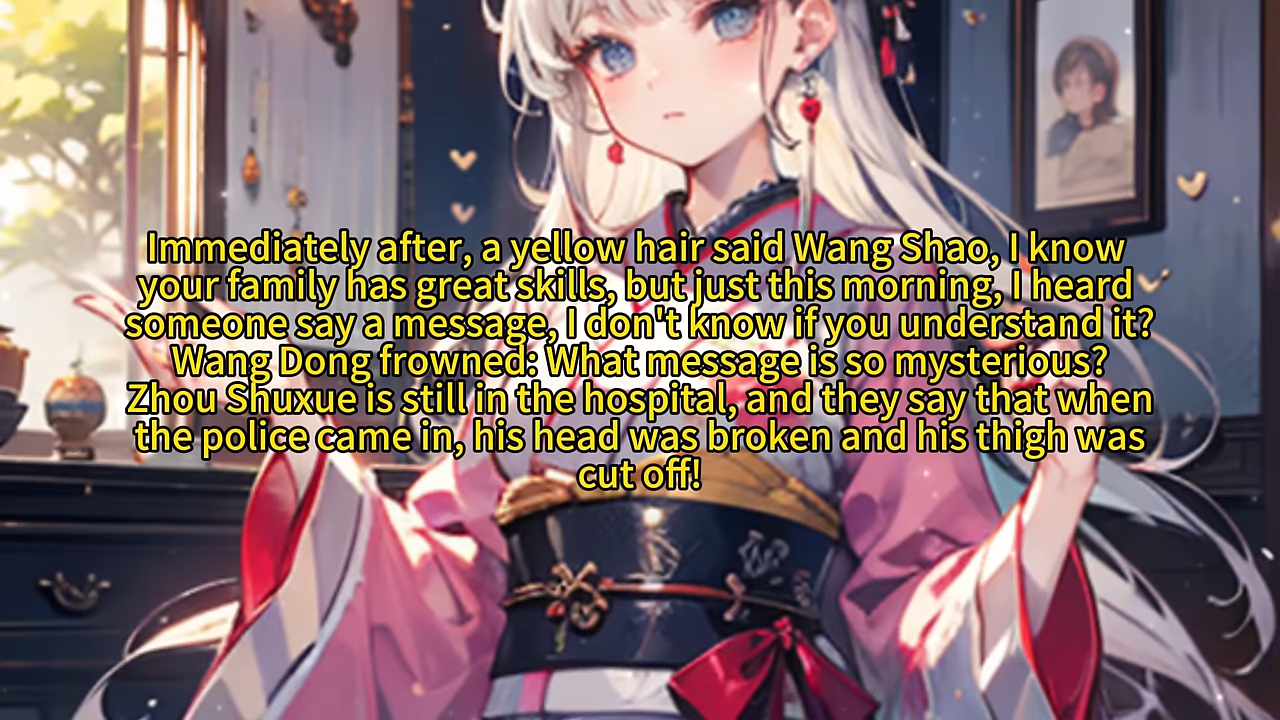 Immediately after, a yellow hair said Wang Shao, I know
your family has great skills, but just this morning, I heard
someone say a message, I don't know if you understand it?
Wang Dong frowned: What message is so mysterious?
Zhou Shuxue is still in the hospital, and they say that when
the police came in, his head was broken and his thigh was
cut off!